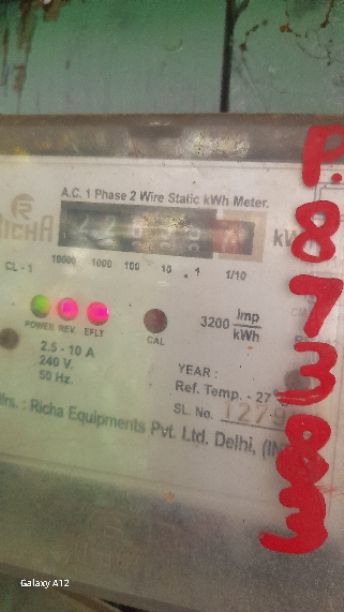 A.C. 1 Phase 2 Wire Static kWh Meter.
RICHA
CL - 1
10000 1000 100 10 1 1/10
POWER REV. EFLT
CAL
3200 Imp/kWh
2.5 - 10 A
240 V.
50 Hz.
YEAR :
Ref. Temp. - 27
SL. No. 1279
Mfrs. : Richa Equipments Pvt. Ltd. Delhi,
P.87383
Galaxy A12